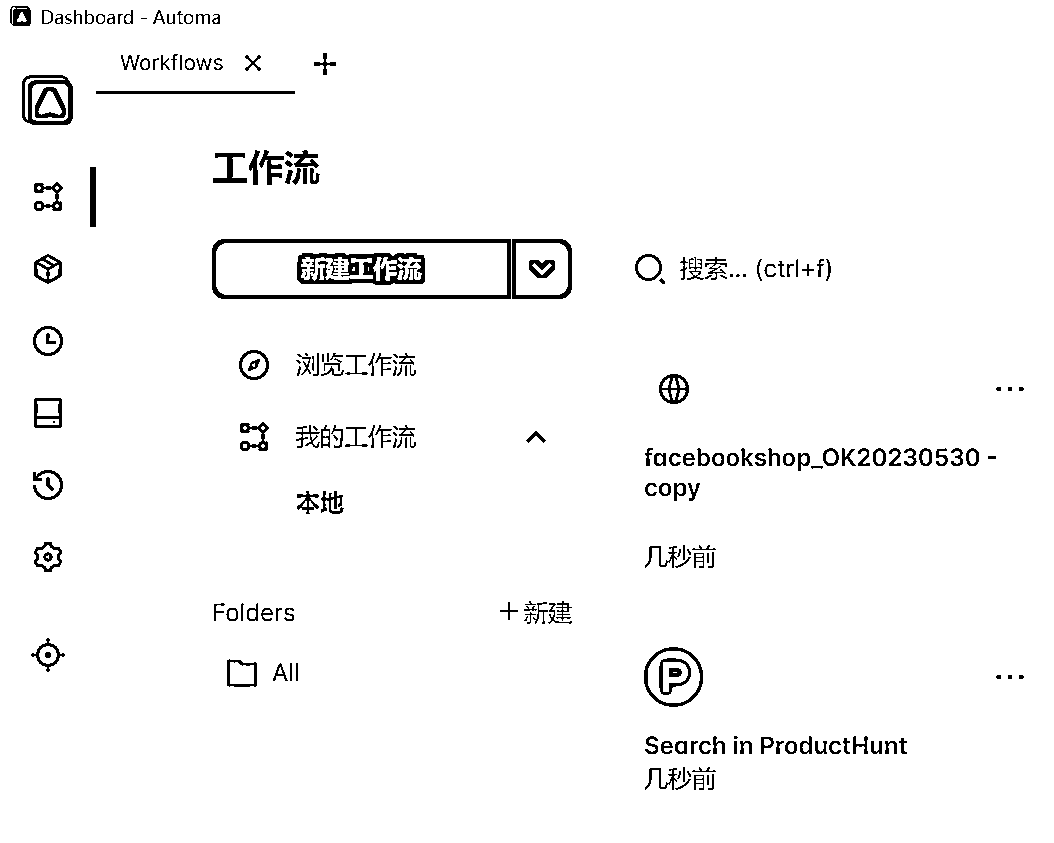 Dashboard - Automa
Workflows
工作流
新建工作流
搜索... (ctrl+f)
浏览工作流
我的工作流
本地
Folders
新建
All
facebookshop_OK20230530 -
copy
几秒前
Search in ProductHunt
几秒前